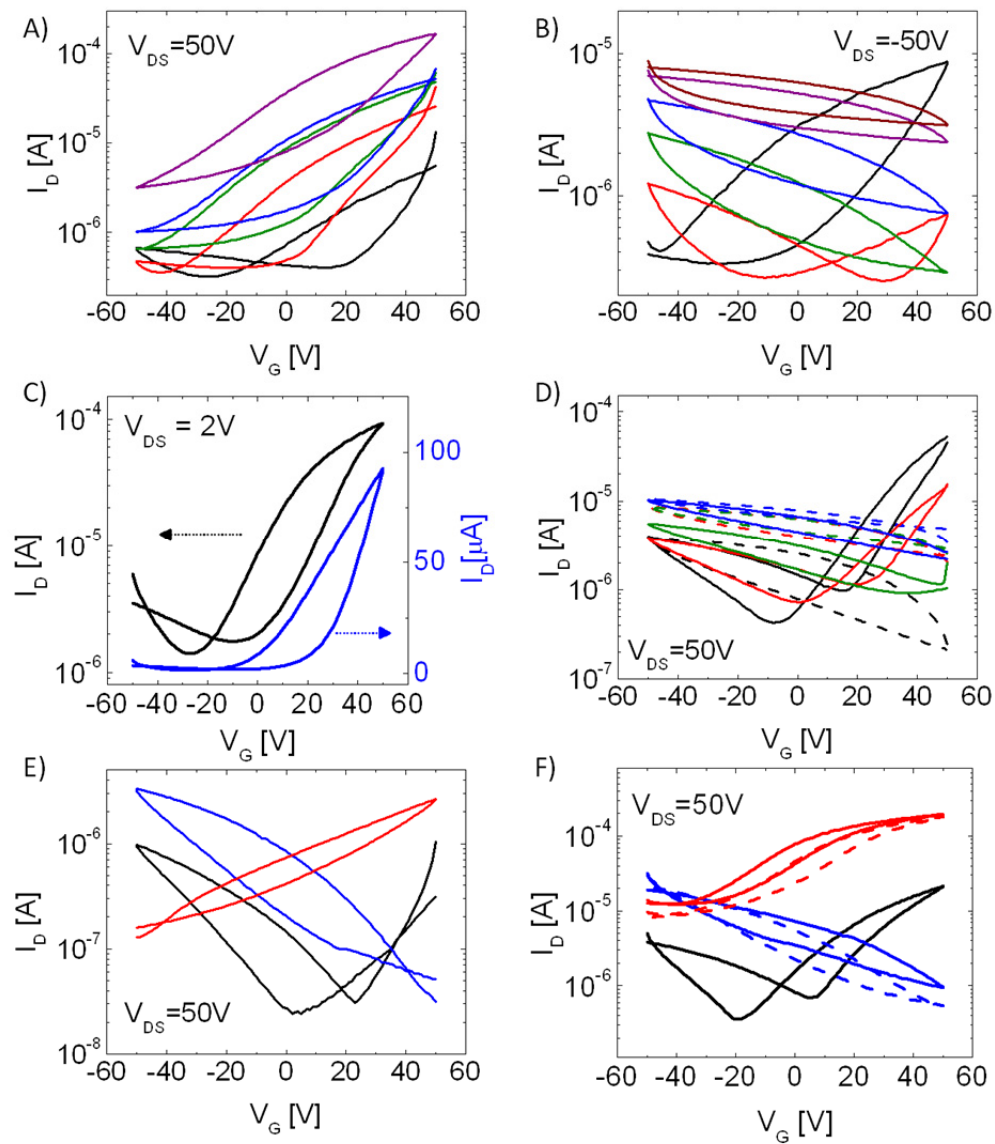 A)
V_DS=50V
10^-4
10^-5
10^-6
I_D [A]
-60 -40 -20 0 20 40 60
V_G [V]
B)
V_DS=-50V
10^-5
10^-6
I_D [A]
-60 -40 -20 0 20 40 60
V_G [V]
C)
V_DS = 2V
10^-4
10^-5
10^-6
I_D [A]
100
50
0
I_D[µA]
-60 -40 -20 0 20 40 60
V_G [V]
D)
10^-4
10^-5
10^-6
10^-7
I_D [A]
V_DS=50V
-60 -40 -20 0 20 40 60
V_G [V]
E)
10^-6
10^-7
10^-8
I_D [A]
V_DS=50V
-60 -40 -20 0 20 40 60
V_G [V]
F)
V_DS=50V
10^-4
10^-5
10^-6
I_D [A]
-60 -40 -20 0 20 40 60
V_G [V]